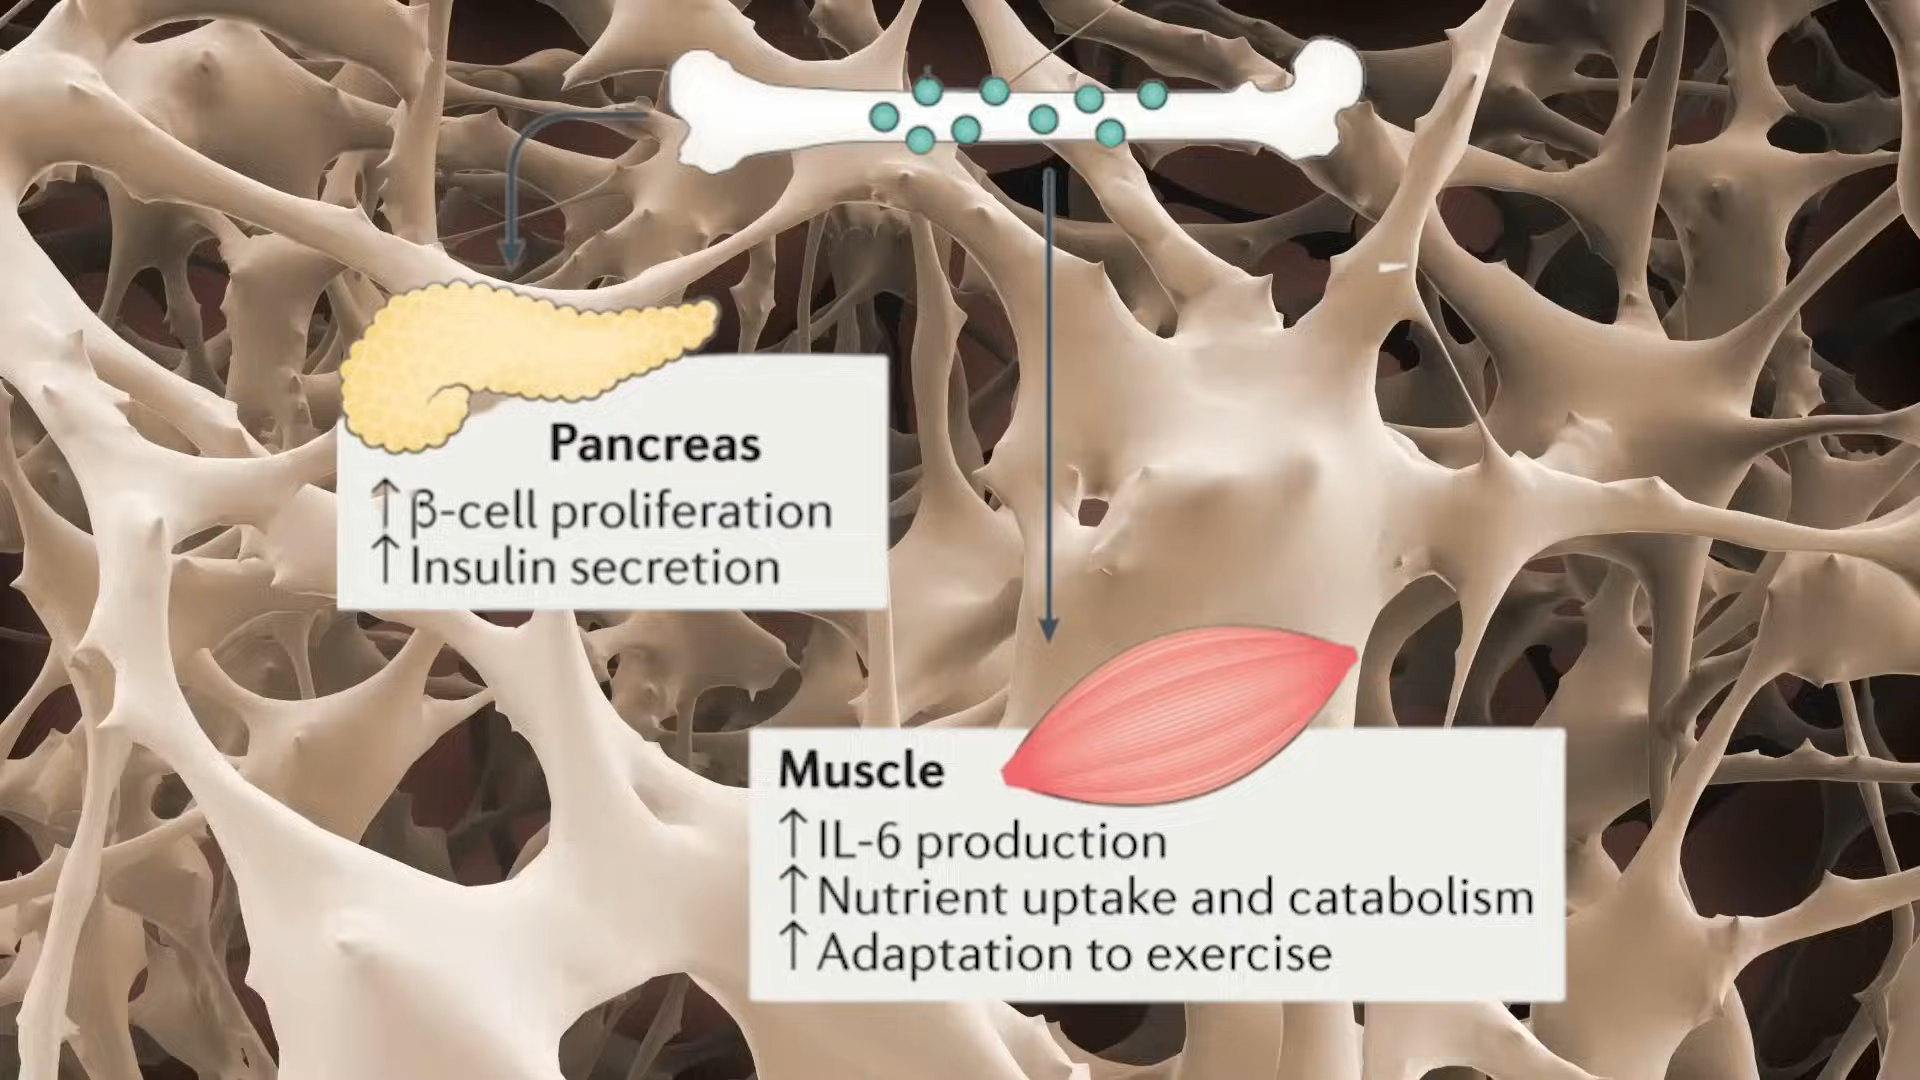 Pancreas
↑ β-cell proliferation
↑ Insulin secretion
Muscle
↑ IL-6 production
↑ Nutrient uptake and catabolism
↑ Adaptation to exercise